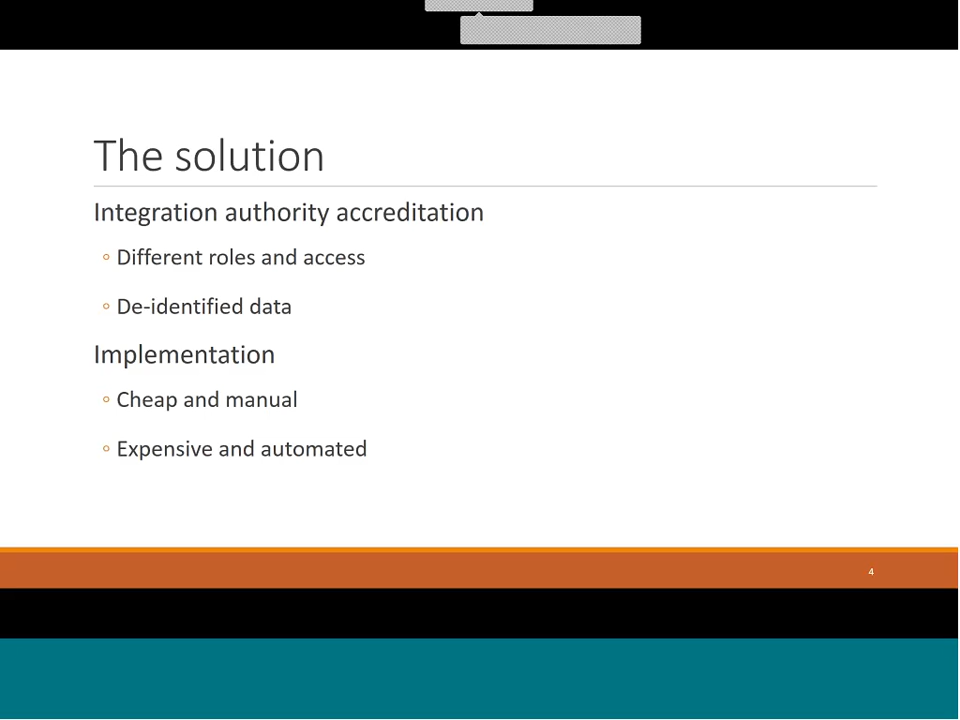 The solution
Integration authority accreditation
◦ Different roles and access
◦ De-identified data
Implementation
◦ Cheap and manual
◦ Expensive and automated
4